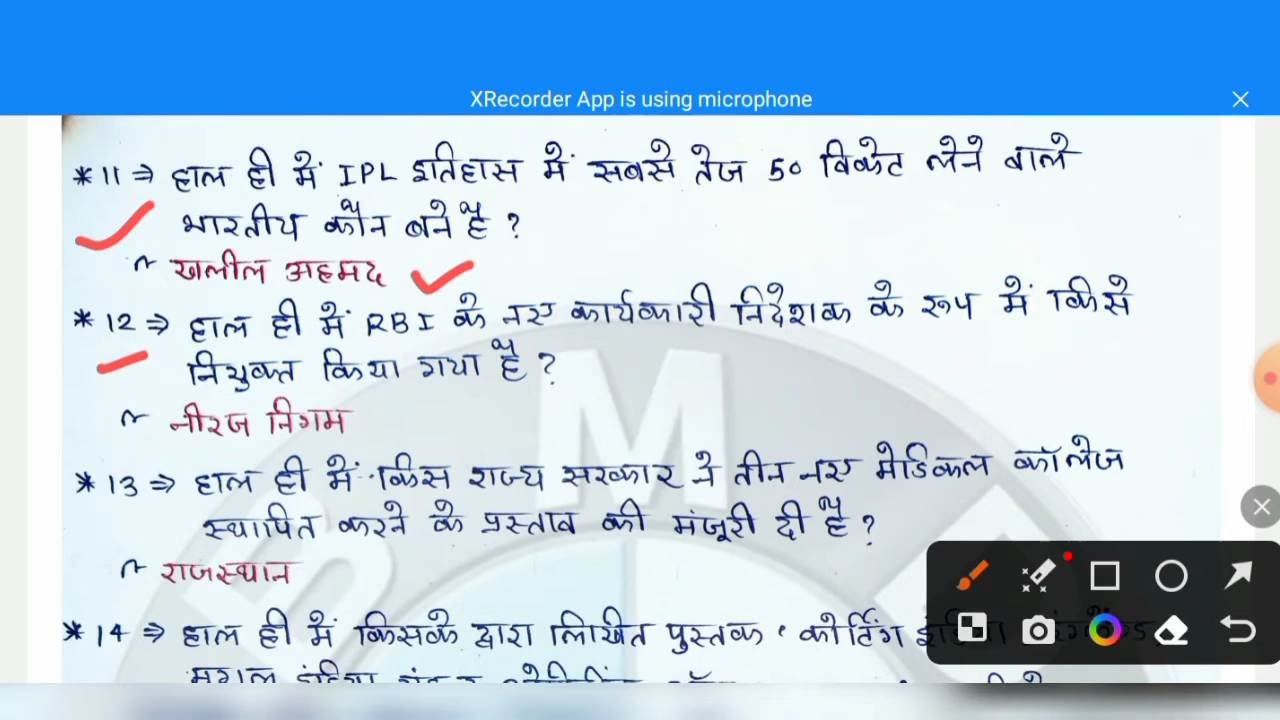 XRecorder App is using microphone
*11⇒ हाल ही में IPL इतिहास में सबसे तेज 50 विकेट लेने वाले
भारतीय कौन बने है ?
~ खलील अहमद
*12⇒ हाल ही में RBI के नए कार्यकारी निदेशक के रूप में किसे
नियुक्त किया गया है ?
~ नीरज निगम
*13⇒ हाल ही में किस राज्य सरकार ने तीन नए मेडिकल कॉलेज
स्थापित करने के प्रस्ताव की मंजूरी दी है ?
~ राजस्थान
*14⇒ हाल ही में किसके द्वारा लिखित पुस्तक ' कोर्टिंग
B M